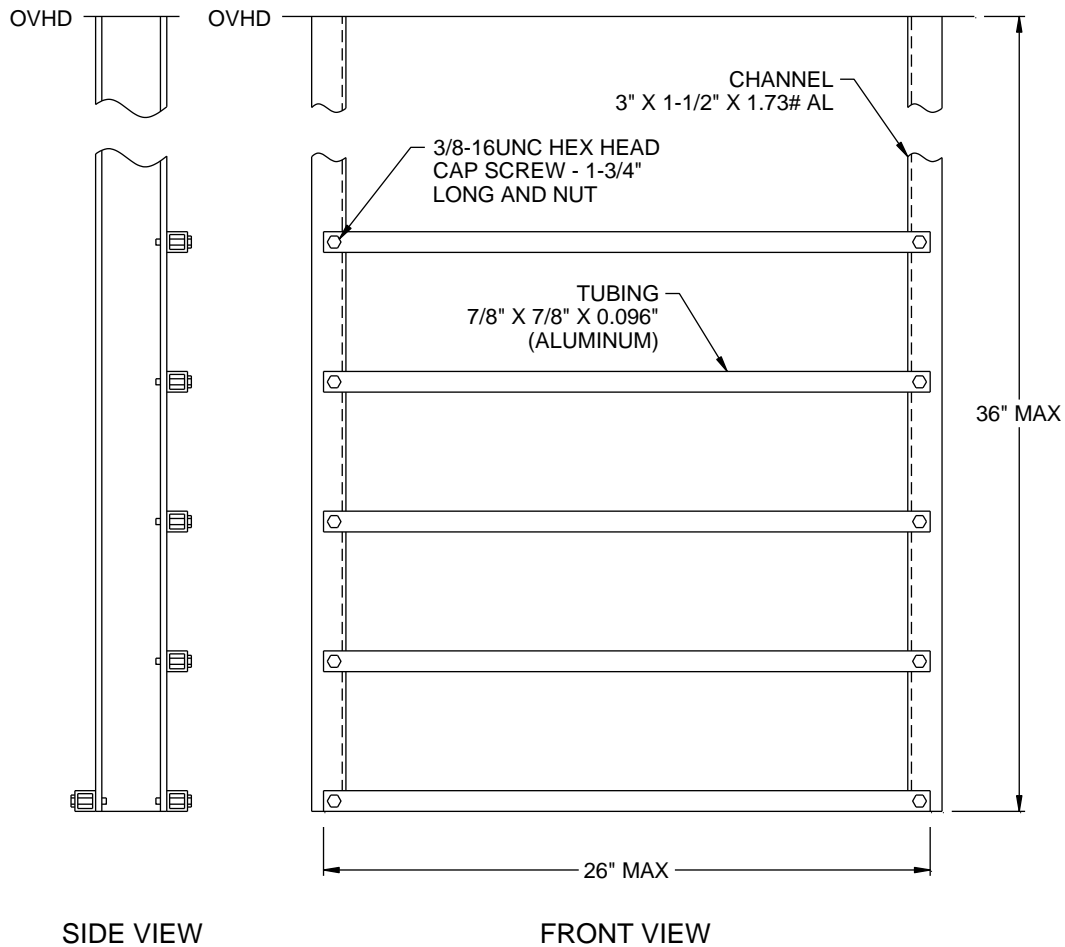 OVHD
OVHD
CHANNEL
3" X 1-1/2" X 1.73# AL
3/8-16UNC HEX HEAD
CAP SCREW - 1-3/4"
LONG AND NUT
TUBING
7/8" X 7/8" X 0.096"
(ALUMINUM)
36" MAX
26" MAX
SIDE VIEW
FRONT VIEW